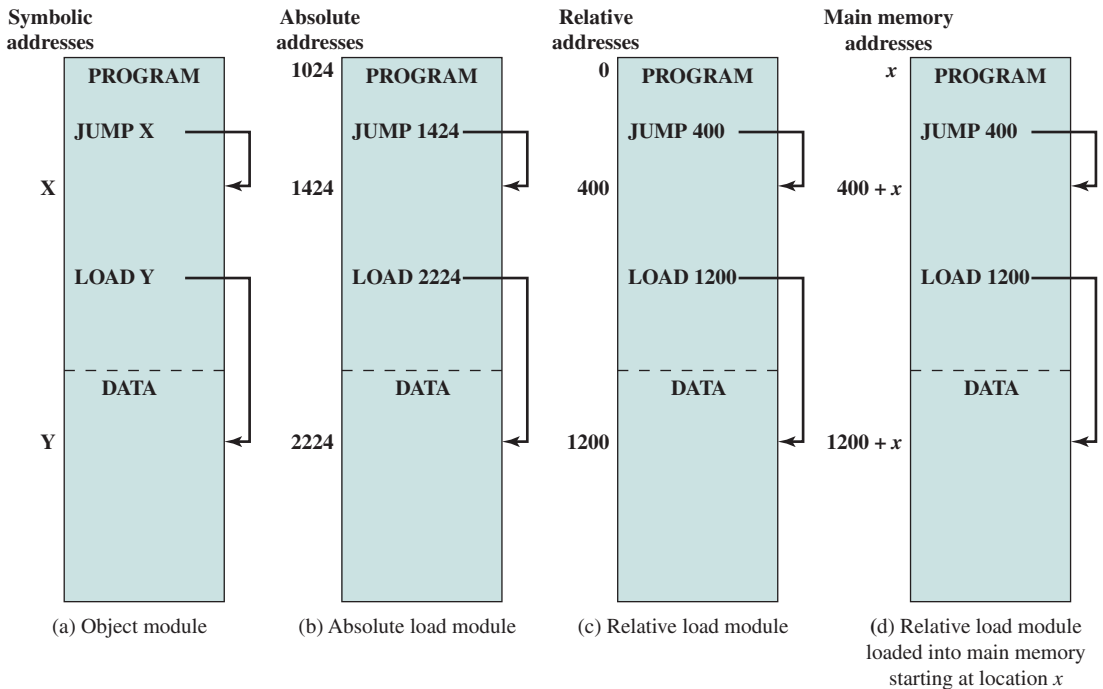 Symbolic
addresses
PROGRAM
JUMP X
X
LOAD Y
DATA
Y
(a) Object module
Absolute
addresses
1024
PROGRAM
JUMP 1424
1424
LOAD 2224
DATA
2224
(b) Absolute load module
Relative
addresses
0
PROGRAM
JUMP 400
400
LOAD 1200
DATA
1200
(c) Relative load module
Main memory
addresses
x
PROGRAM
JUMP 400
400 + x
LOAD 1200
DATA
1200 + x
(d) Relative load module
loaded into main memory
starting at location x